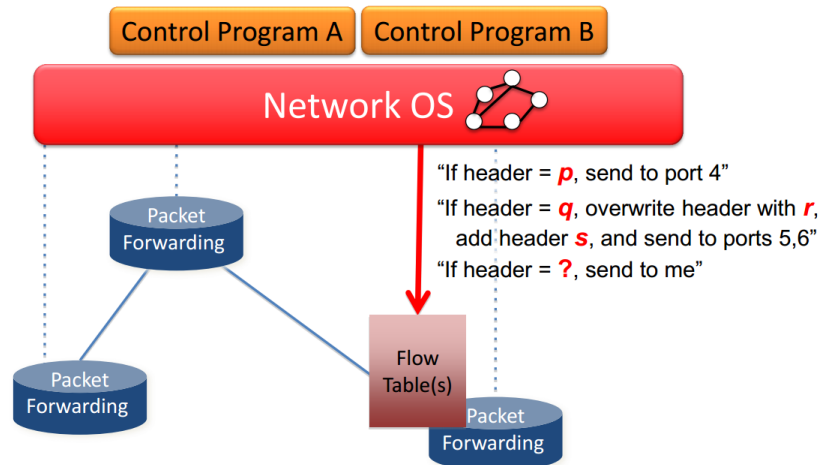 Control Program A
Control Program B
Network OS
“If header = p, send to port 4”
“If header = q, overwrite header with r,
add header s, and send to ports 5,6”
“If header = ?, send to me”
Packet
Forwarding
Flow
Table(s)
Packet
Forwarding
Packet
Forwarding